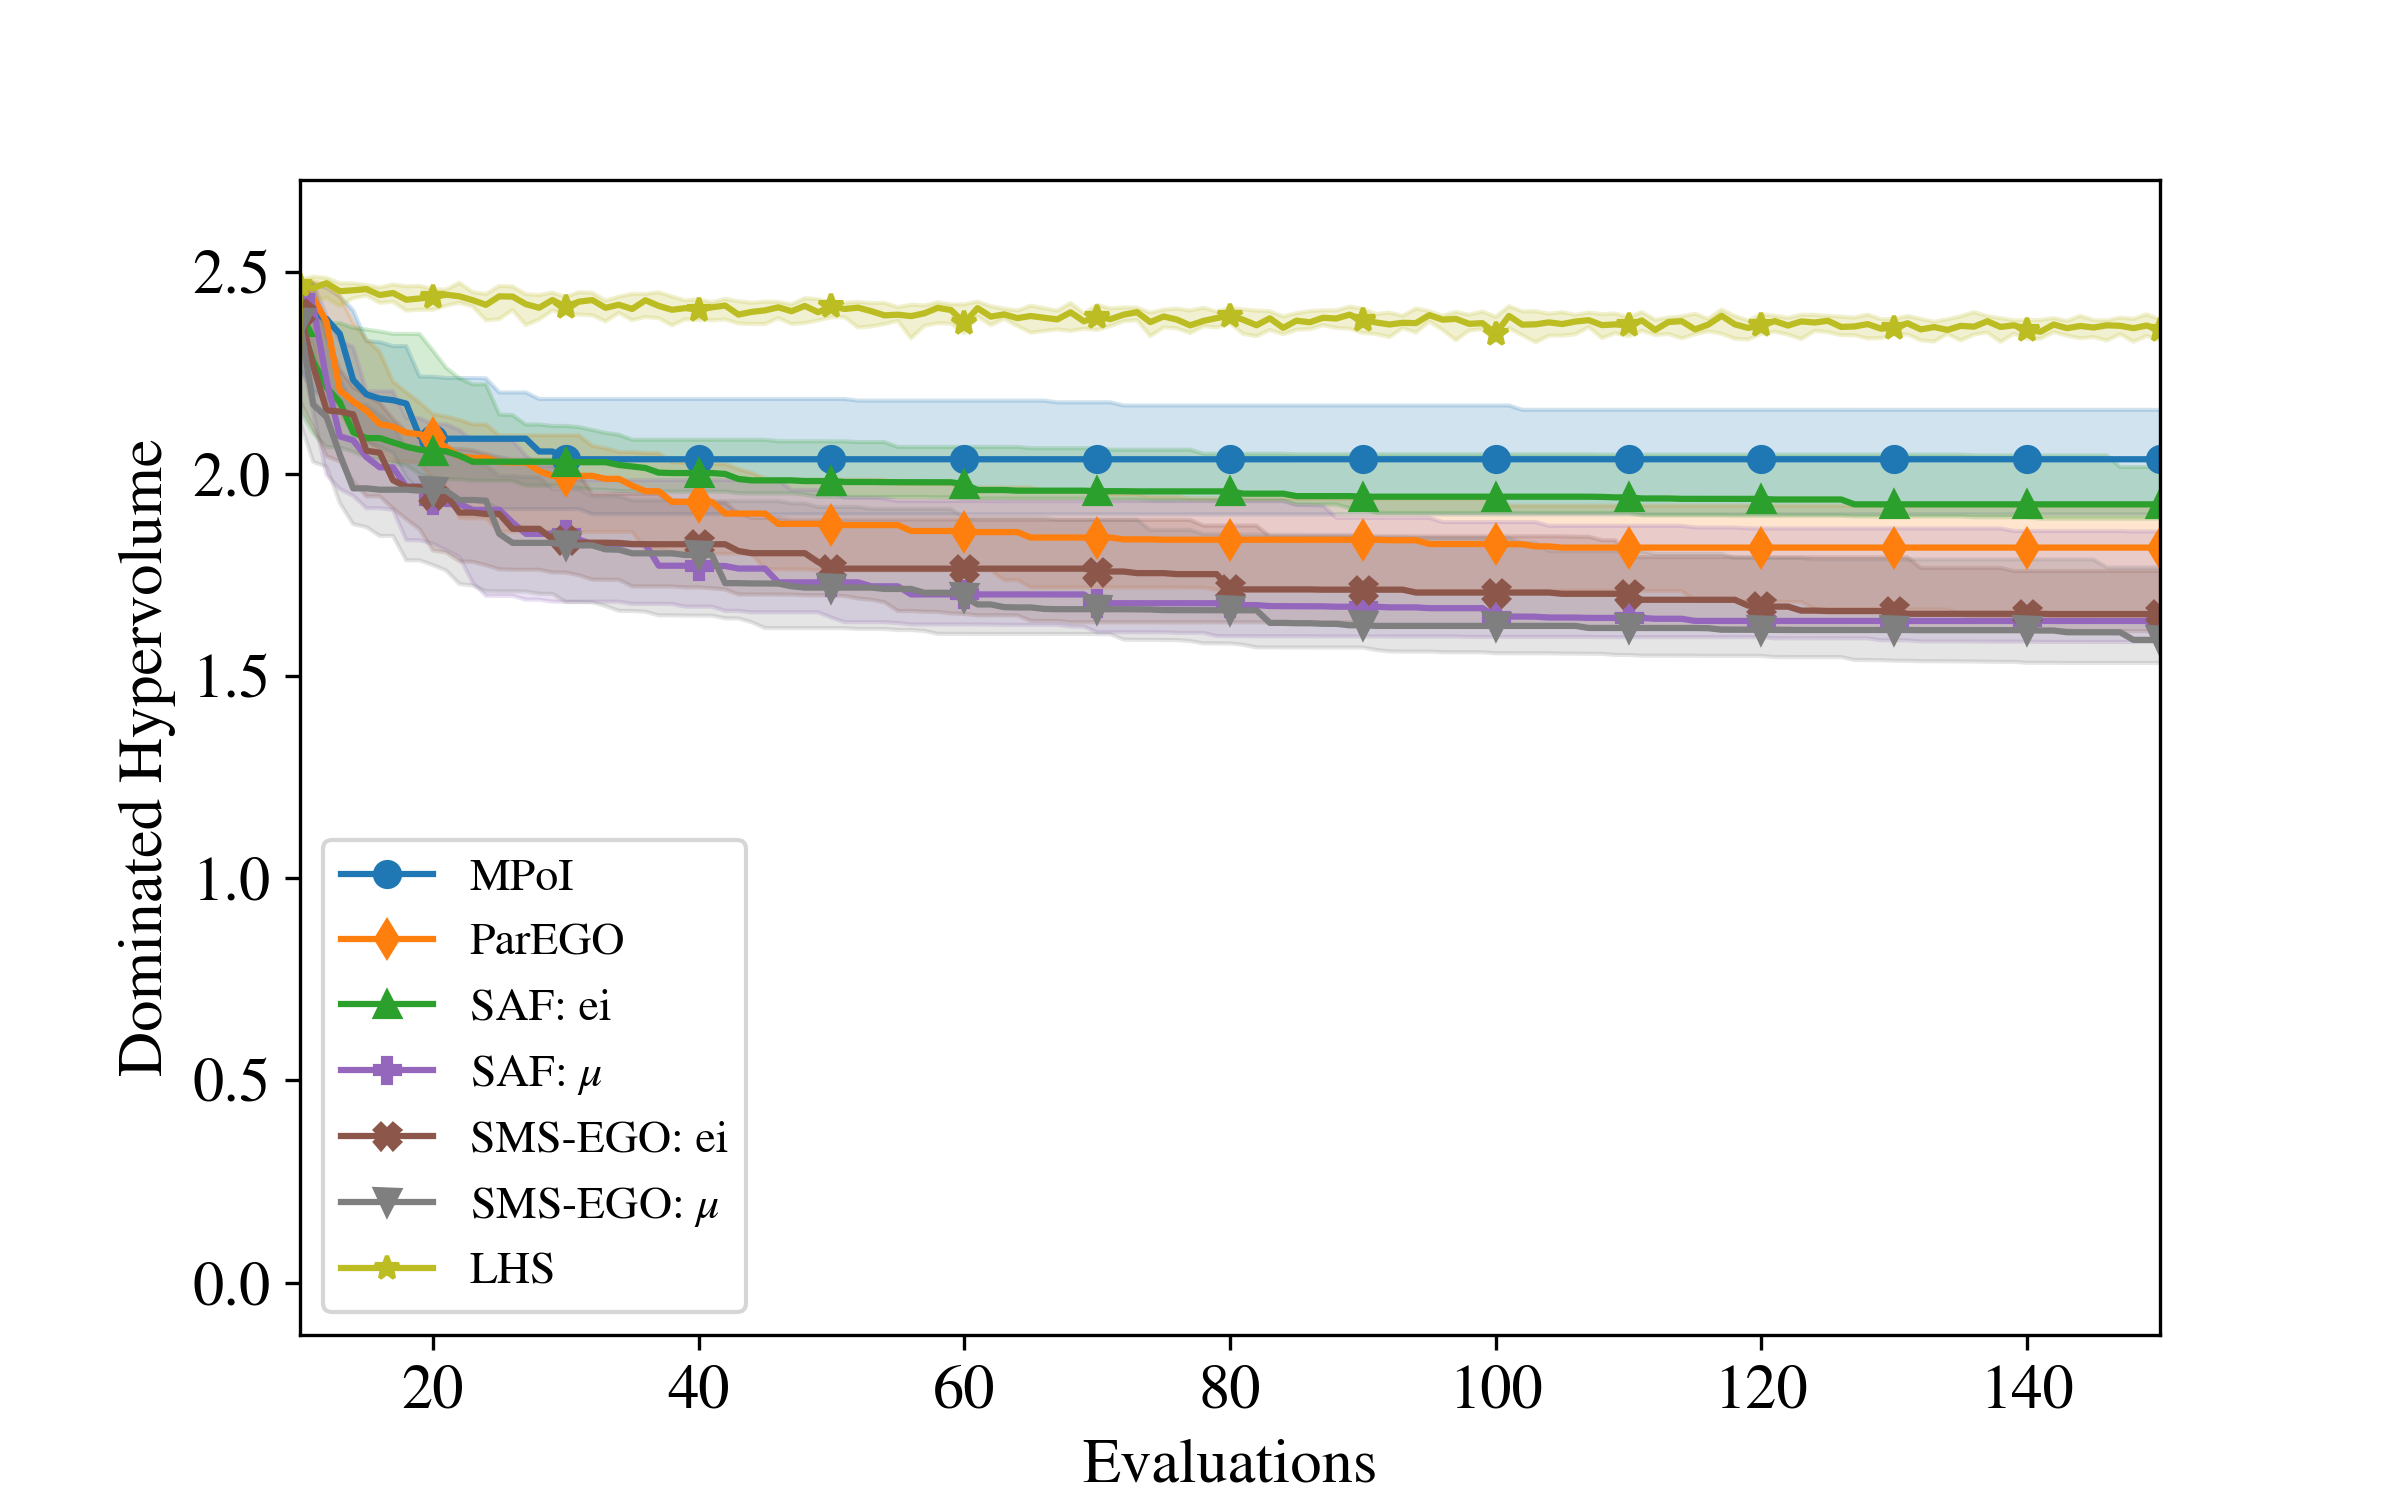 Dominated Hypervolume
2.5
2.0
1.5
1.0
0.5
0.0
MPoI
ParEGO
SAF: ei
SAF: μ
SMS-EGO: ei
SMS-EGO: μ
LHS
20 40 60 80 100 120 140
Evaluations